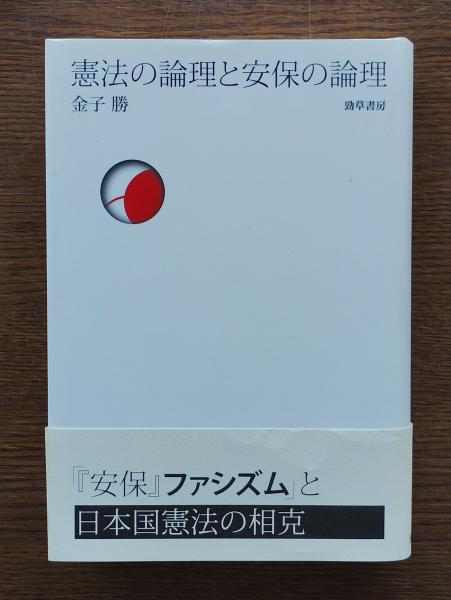 憲法の論理と安保の論理
金子 勝
勁草書房
「『安保』ファシズム」と
日本国憲法の相克